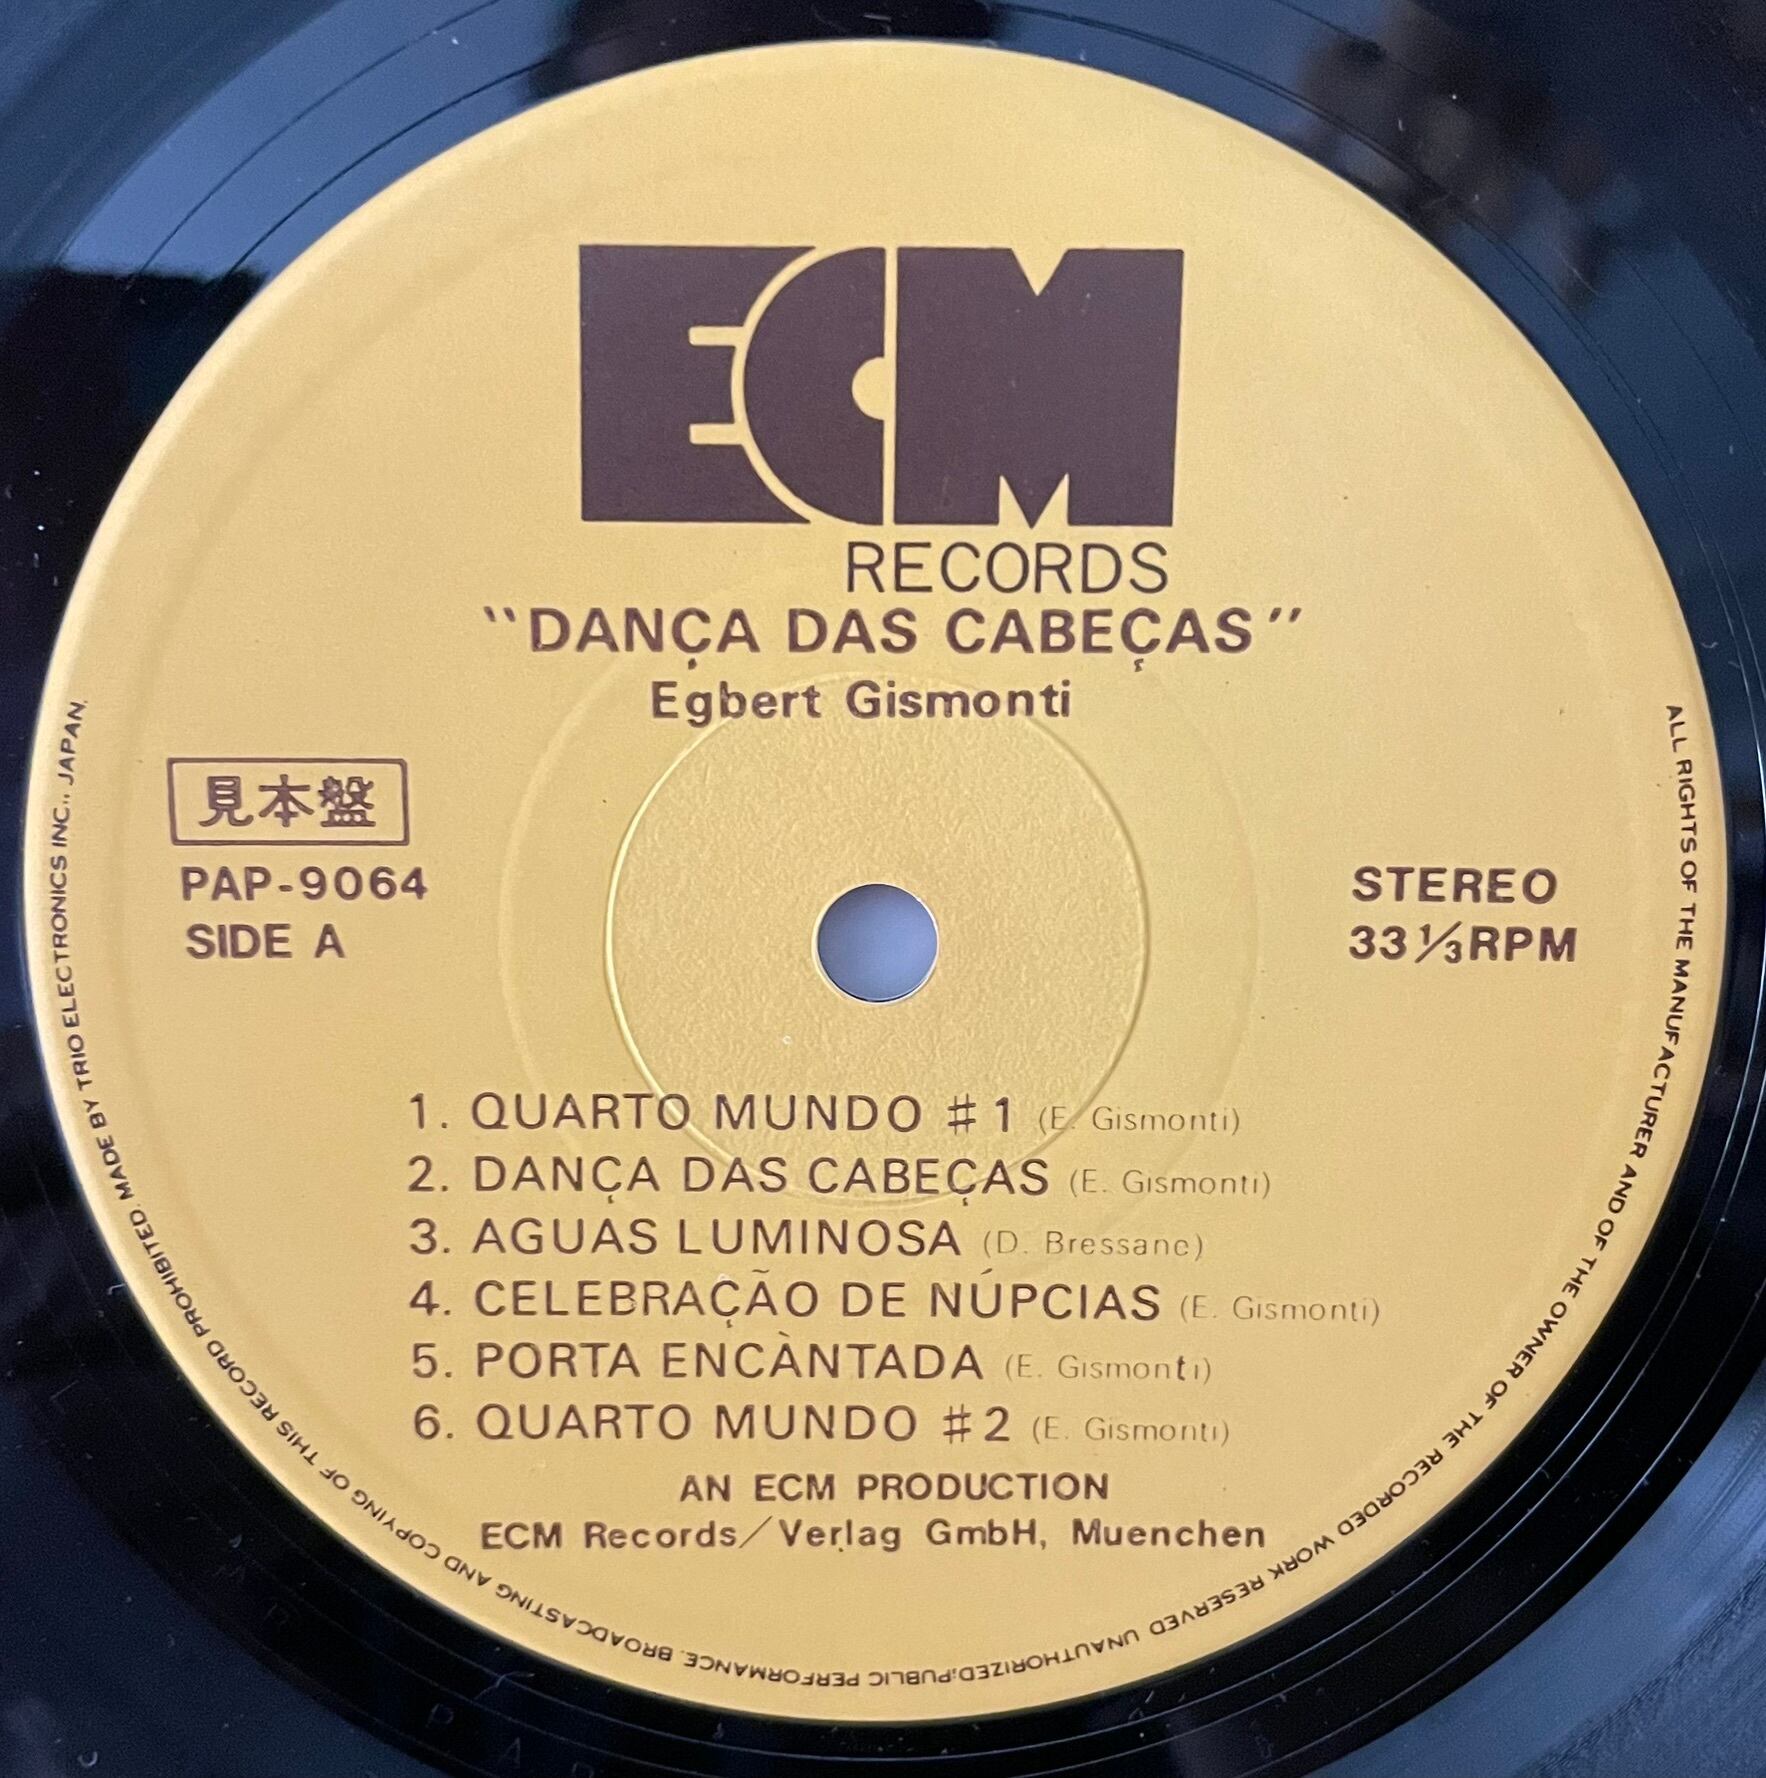 ECM
RECORDS
"DANÇA DAS CABEÇAS"
Egbert Gismonti
見本盤
PAP-9064
SIDE A
STEREO
33 1/3 RPM
1. QUARTO MUNDO #1 (E. Gismonti)
2. DANÇA DAS CABEÇAS (E. Gismonti)
3. AGUAS LUMINOSA (D. Bressane)
4. CELEBRAÇÃO DE NÚPCIAS (E. Gismonti)
5. PORTA ENCÀNTADA (E. Gismonti)
6. QUARTO MUNDO #2 (E. Gismonti)
AN ECM PRODUCTION
ECM Records/Verlag GmbH, Muenchen
ALL RIGHTS OF THE MANUFACTURER AND OF THE OWNER OF THE RECORDED WORK RESERVED UNAUTHORIZED;PUBLIC PERFORMANCE. BROADCASTING AND COPYING OF THIS RECORD PROHIBITED. MADE BY TRIO ELECTRONICS INC., JAPAN.